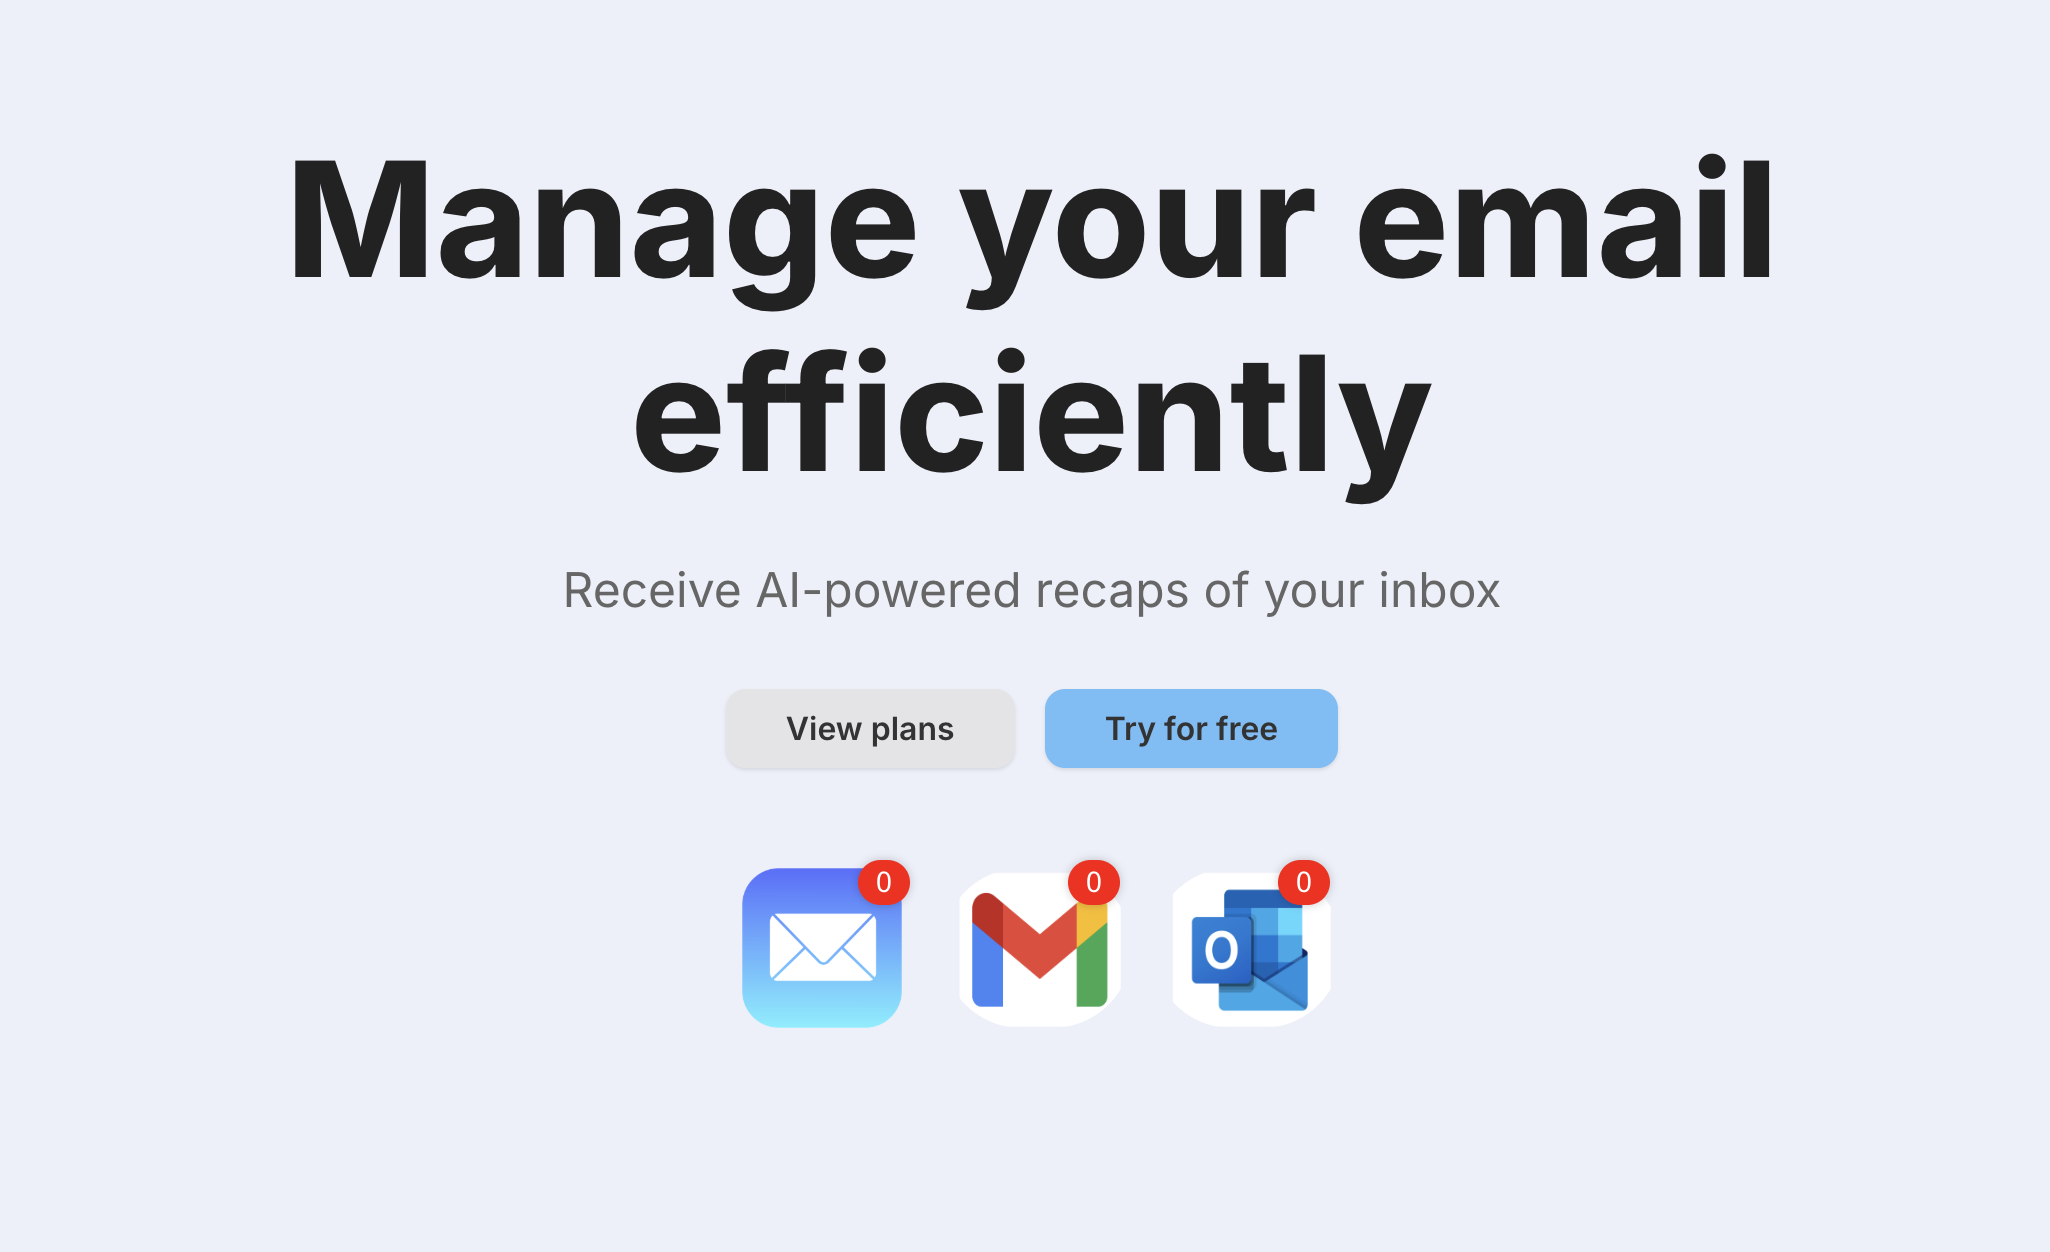 Manage your email
efficiently
Receive AI-powered recaps of your inbox
View plans
Try for free
0
0
0
O